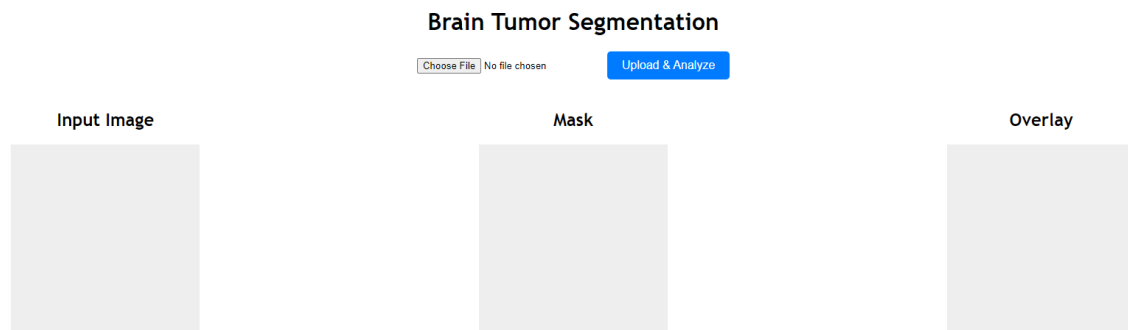 Brain Tumor Segmentation
Choose File No file chosen Upload & Analyze
Input Image Mask Overlay